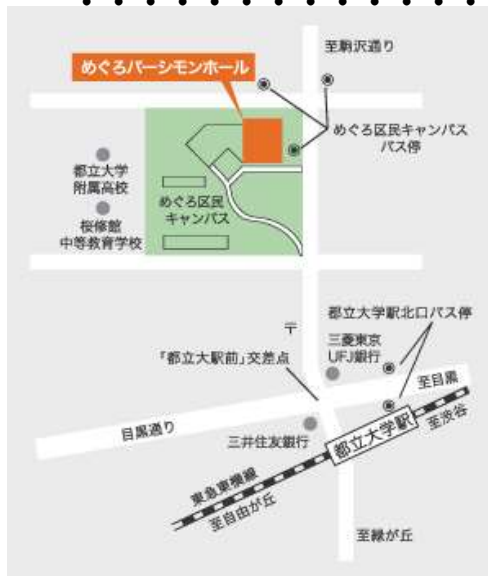 至駒沢通り
めぐろパーシモンホール
めぐろ区民キャンパス
バス停
都立大学
附属高校
めぐろ区民
キャンパス
桜修館
中等教育学校
都立大学駅北口バス停
〒
三菱東京
UFJ銀行
「都立大駅前」交差点
至目黒
目黒通り
三井住友銀行
都立大学駅
至渋谷
東急東横線
至自由が丘
至緑が丘